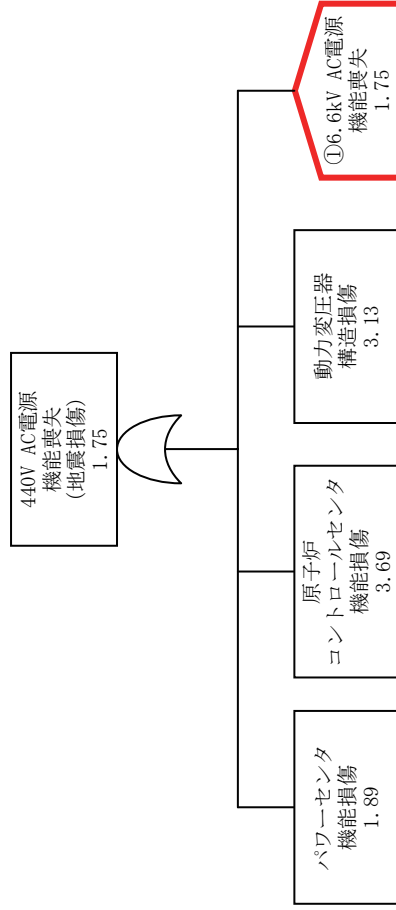 440V AC電源
機能喪失
(地震損傷)
1.75
パワーセンタ
機能損傷
1.89
原子炉
コントロールセンタ
機能損傷
3.69
動力変圧器
構造損傷
3.13
①6.6kV AC電源
機能喪失
1.75